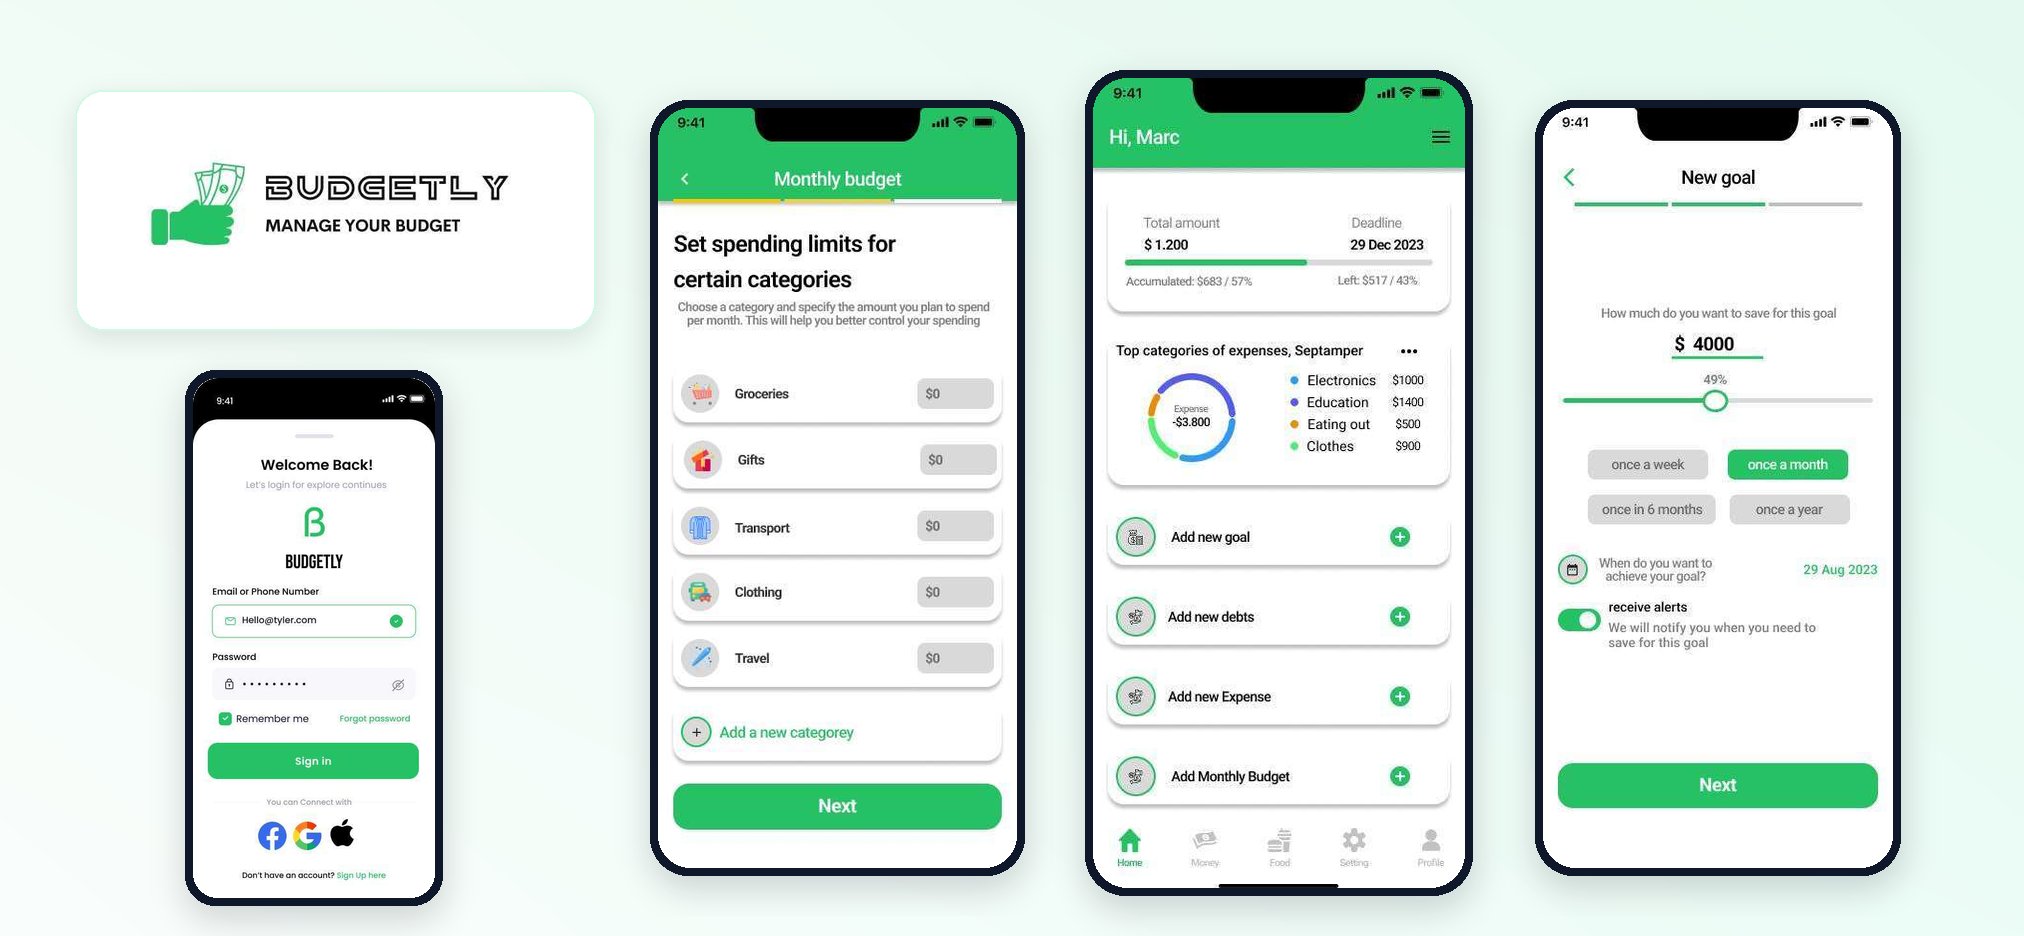 BUDGETLY
MANAGE YOUR BUDGET
9:41
Welcome Back!
Let's login for explore continues
BUDGETLY
Email or Phone Number
Hello@tyler.com
Password
Remember me
Forgot password
Sign in
You can Connect with
Don't have an account? Sign Up here
9:41
Monthly budget
Set spending limits for
certain categories
Choose a category and specify the amount you plan to spend
per month. This will help you better control your spending
Groceries $0
Gifts $0
Transport $0
Clothing $0
Travel $0
Add a new categorey
Next
9:41
Hi, Marc
Total amount Deadline
$ 1.200 29 Dec 2023
Accumulated: $683 / 57% Left: $517 / 43%
Top categories of expenses, Septamper
Expense
-$3.800
Electronics $1000
Education $1400
Eating out $500
Clothes $900
Add new goal
Add new debts
Add new Expense
Add Monthly Budget
Home Money Food Setting Profile
9:41
New goal
How much do you want to save for this goal
$ 4000
49%
once a week once a month
once in 6 months once a year
When do you want to
achieve your goal?
29 Aug 2023
receive alerts
We will notify you when you need to
save for this goal
Next